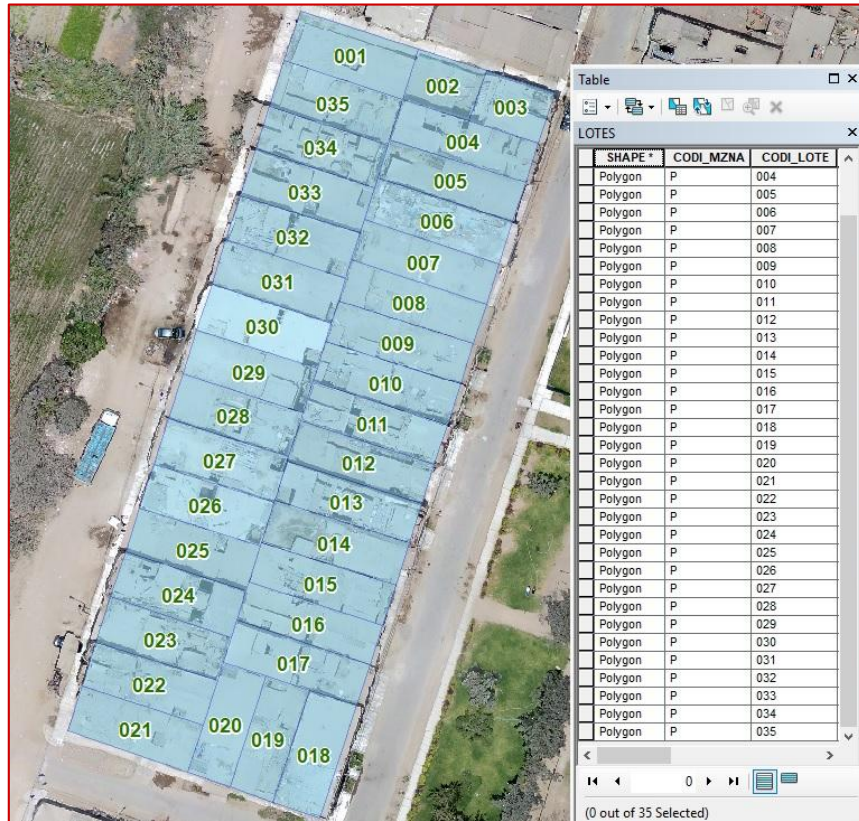 001
002
003
035
004
034
005
033
006
032
007
031
008
030
009
029
010
028
011
027
012
026
013
025
014
024
015
023
016
022
017
021
020
019
018
Table
LOTES
SHAPE * CODI_MZNA CODI_LOTE
Polygon P 004
Polygon P 005
Polygon P 006
Polygon P 007
Polygon P 008
Polygon P 009
Polygon P 010
Polygon P 011
Polygon P 012
Polygon P 013
Polygon P 014
Polygon P 015
Polygon P 016
Polygon P 017
Polygon P 018
Polygon P 019
Polygon P 020
Polygon P 021
Polygon P 022
Polygon P 023
Polygon P 024
Polygon P 025
Polygon P 026
Polygon P 027
Polygon P 028
Polygon P 029
Polygon P 030
Polygon P 031
Polygon P 032
Polygon P 033
Polygon P 034
Polygon P 035
0
(0 out of 35 Selected)